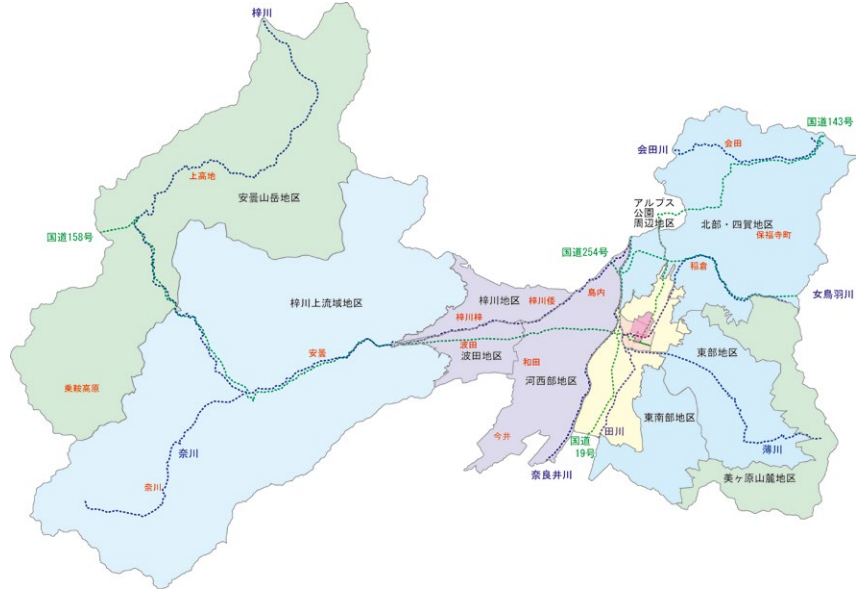 梓川
国道143号
会田川
会田
上高地
安曇山岳地区
アルプス
公園
周辺地区
北部・四賀地区
保福寺町
国道158号
国道254号
稲倉
女鳥羽川
梓川上流域地区
梓川地区
梓川倭
島内
梓川梓
安曇
波田
波田地区
和田
東部地区
乗鞍高原
河西部地区
東南部地区
今井
国道
19号
田川
薄川
奈川
奈良井川
美ヶ原山麓地区
奈川